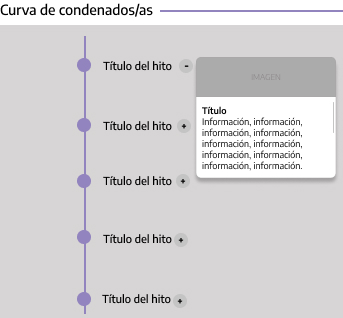 Curva de condenados/as
Título del hito -
IMAGEN
Título
Información, información,
información, información,
información, información,
información, información,
información, información.
Título del hito +
Título del hito +
Título del hito +
Título del hito +